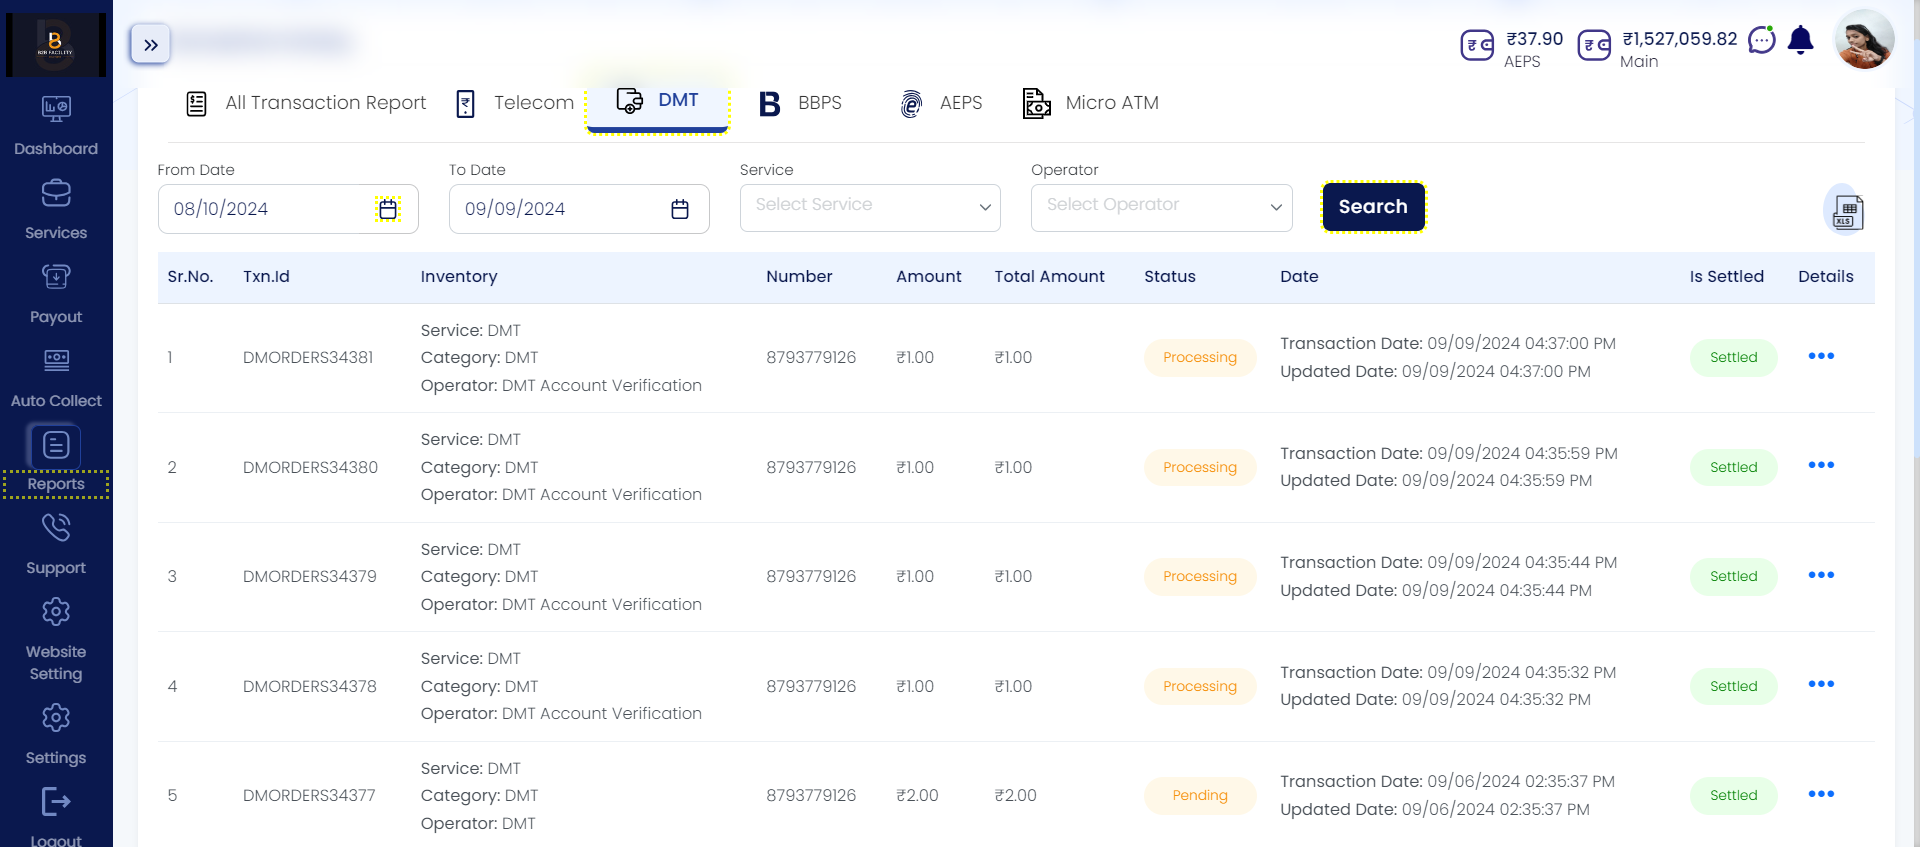 B2B FACILITY
₹37.90
AEPS
₹1,527,059.82
Main
All Transaction Report
Telecom
DMT
BBPS
AEPS
Micro ATM
Dashboard
Services
Payout
Auto Collect
Reports
Support
Website
Setting
Settings
Logout
From Date
To Date
Service
Operator
08/10/2024
09/09/2024
Select Service
Select Operator
Search
XLS
Sr.No. Txn.Id Inventory Number Amount Total Amount Status Date Is Settled Details
Service: DMT
1 DMORDERS34381 Category: DMT 8793779126 ₹1.00 ₹1.00 Processing Transaction Date: 09/09/2024 04:37:00 PM Settled
Operator: DMT Account Verification Updated Date: 09/09/2024 04:37:00 PM
Service: DMT
2 DMORDERS34380 Category: DMT 8793779126 ₹1.00 ₹1.00 Processing Transaction Date: 09/09/2024 04:35:59 PM Settled
Operator: DMT Account Verification Updated Date: 09/09/2024 04:35:59 PM
Service: DMT
3 DMORDERS34379 Category: DMT 8793779126 ₹1.00 ₹1.00 Processing Transaction Date: 09/09/2024 04:35:44 PM Settled
Operator: DMT Account Verification Updated Date: 09/09/2024 04:35:44 PM
Service: DMT
4 DMORDERS34378 Category: DMT 8793779126 ₹1.00 ₹1.00 Processing Transaction Date: 09/09/2024 04:35:32 PM Settled
Operator: DMT Account Verification Updated Date: 09/09/2024 04:35:32 PM
Service: DMT
5 DMORDERS34377 Category: DMT 8793779126 ₹2.00 ₹2.00 Pending Transaction Date: 09/06/2024 02:35:37 PM Settled
Operator: DMT Updated Date: 09/06/2024 02:35:37 PM